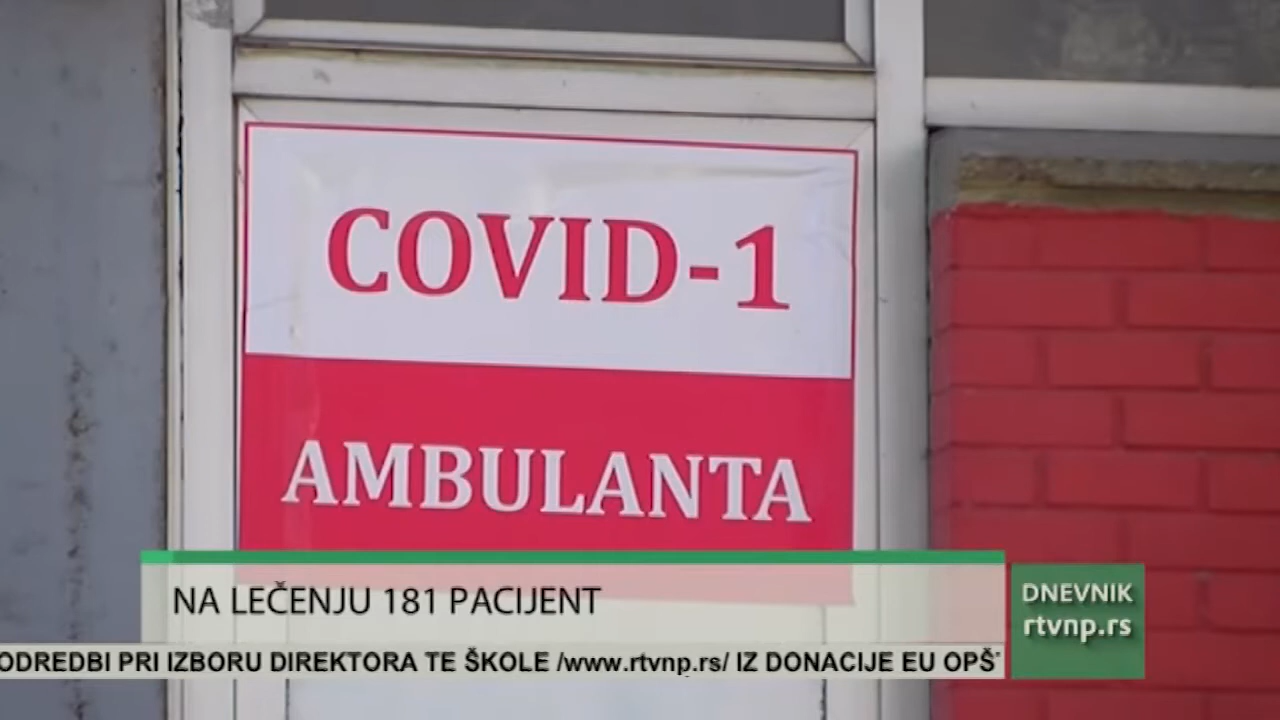 COVID-1
AMBULANTA
NA LEČENJU 181 PACIJENT
DNEVNIK
rtvnp.rs
ODREDBI PRI IZBORU DIREKTORA TE ŠKOLE /www.rtvnp.rs/ IZ DONACIJE EU OPŠ